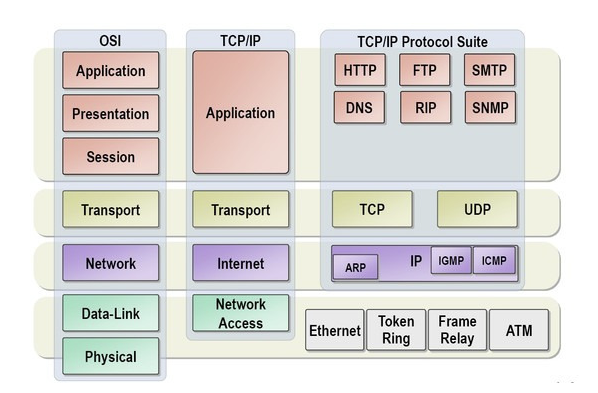 OSI
TCP/IP
TCP/IP Protocol Suite
Application
Presentation
Session
Application
HTTP
FTP
SMTP
DNS
RIP
SNMP
Transport
Transport
TCP
UDP
Network
Internet
ARP
IP
IGMP
ICMP
Data-Link
Physical
Network
Access
Ethernet
Token
Ring
Frame
Relay
ATM